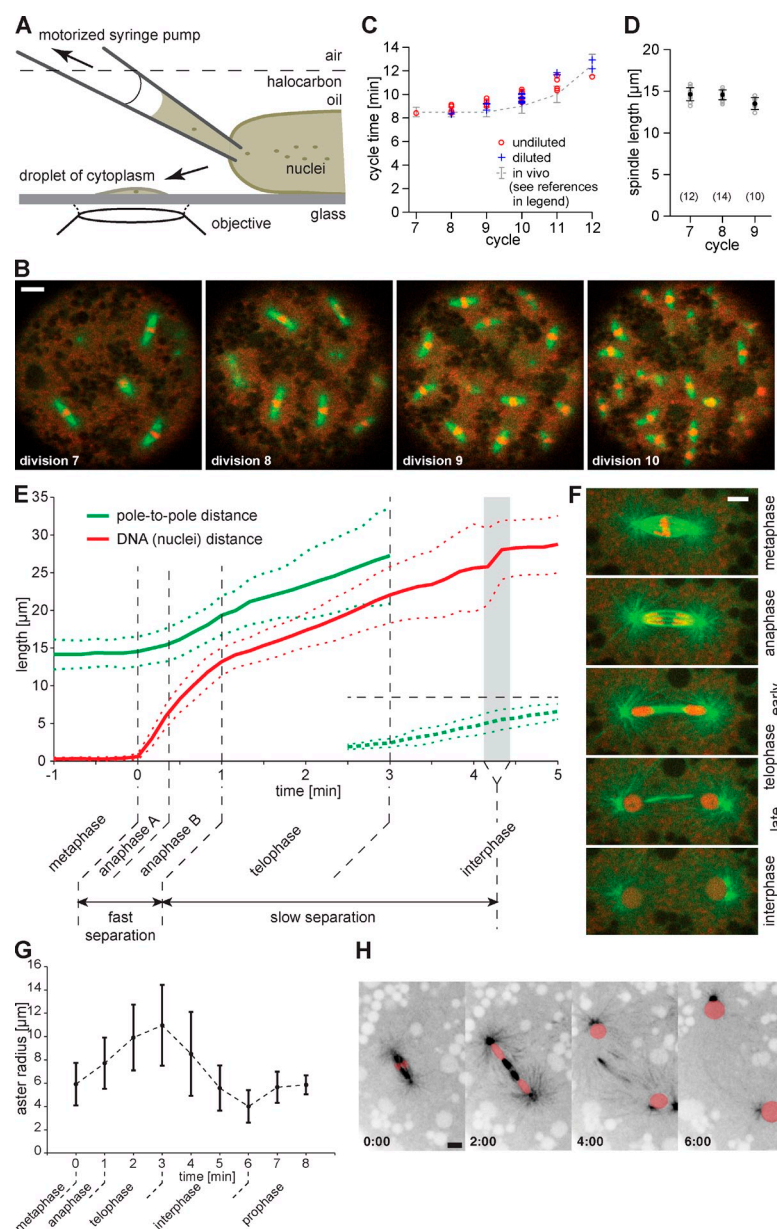 A
motorized syringe pump
air
halocarbon
oil
nuclei
droplet of cytoplasm
glass
objective
C
cycle time [min]
14
12
10
8
6
4
2
0
undiluted
diluted
in vivo
(see references
in legend)
7 8 9 10 11 12
cycle
D
spindle length [µm]
20
15
10
5
0
(12) (14) (10)
7 8 9
cycle
B
division 7
division 8
division 9
division 10
E
length [µm]
35
30
25
20
15
10
5
0
pole-to-pole distance
DNA (nuclei) distance
-1 0 1 2 3 4 5
time [min]
metaphase
anaphase A
anaphase B
telophase
interphase
fast
separation
slow separation
F
metaphase
anaphase
early
telophase
late
interphase
G
aster radius [µm]
16
14
12
10
8
6
4
2
0
0 1 2 3 4 5 6 7 8
time [min]
metaphase
anaphase
telophase
interphase
prophase
H
0:00
2:00
4:00
6:00